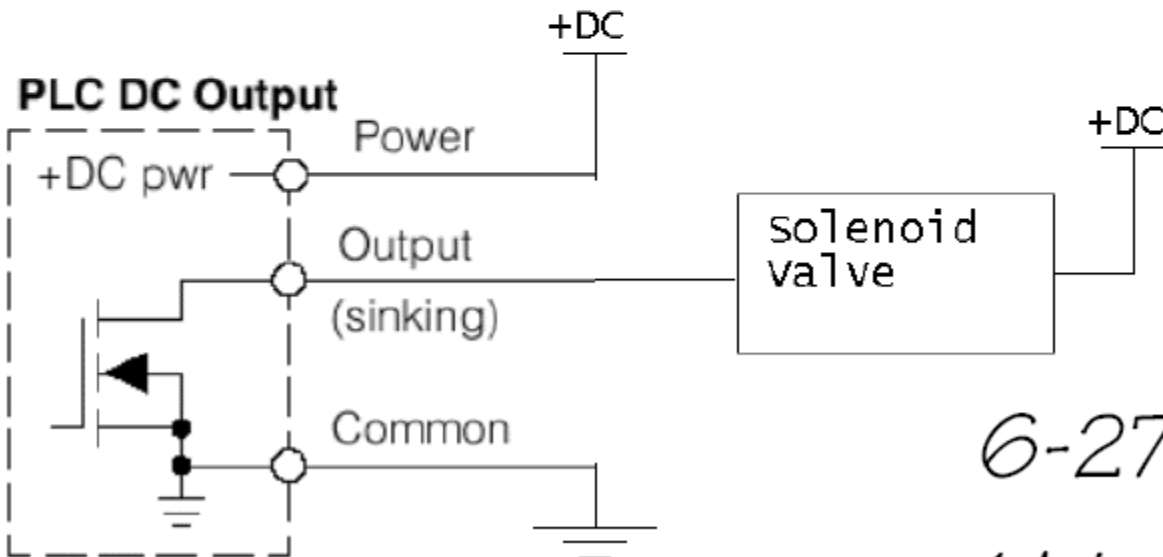 +DC
PLC DC Output
+DC
Power
+DC pwr
Output
(sinking)
Solenoid
Valve
Common
6-27